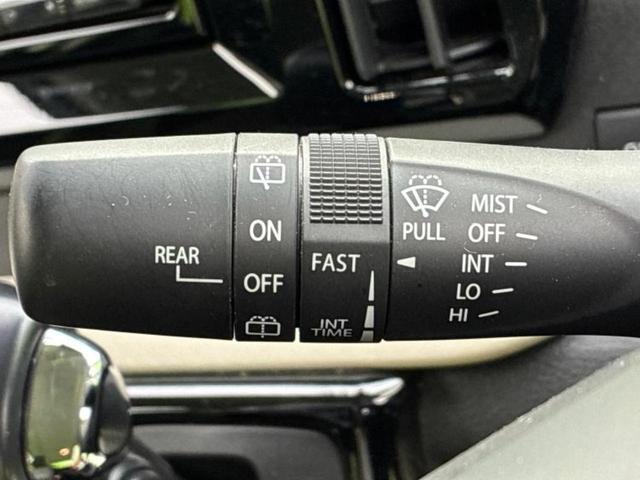 REAR
ON
OFF
FAST
INT
TIME
PULL
MIST
OFF
INT
LO
HI